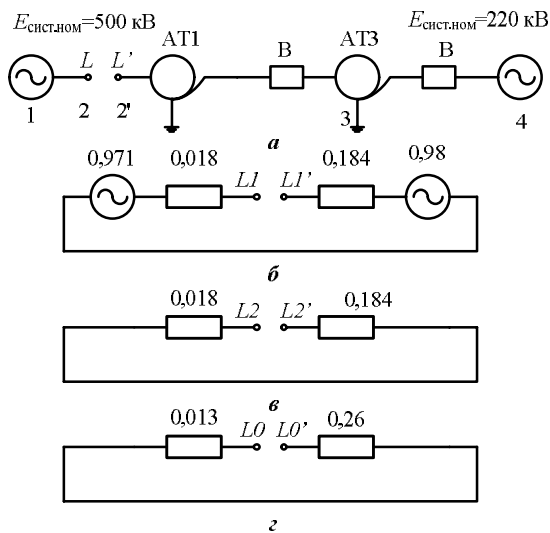 Eсист.ном=500 кВ Eсист.ном=220 кВ
L L’ АТ1 В АТ3 В
1 2 2' 3 4
а
0,971 0,018 0,184 0,98
L1 L1’
б
0,018 L2 L2’ 0,184
в
0,013 L0 L0’ 0,26
г